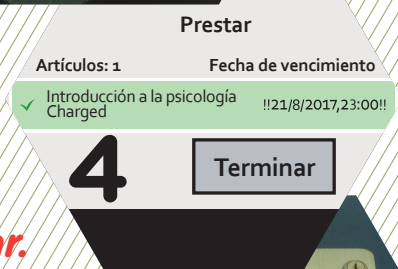 Prestar
Artículos: 1 Fecha de vencimiento
Introducción a la psicología
Charged !!21/8/2017,23:00!!
4 Terminar
r.